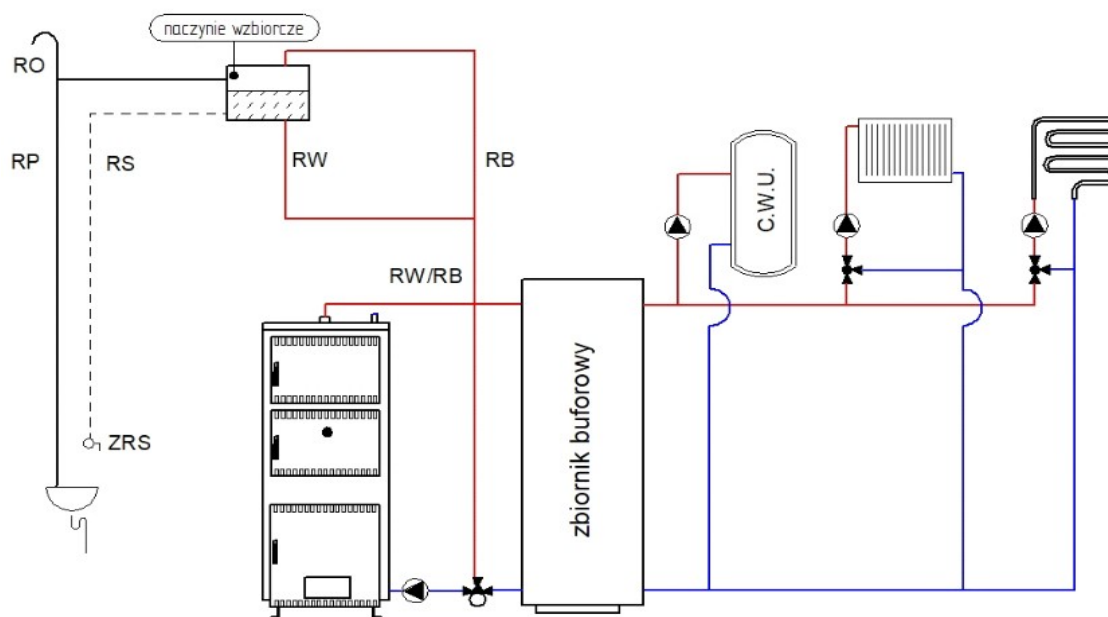 naczynie wzbiorcze
RO
RP
RS
RW
RB
C.W.U.
RW/RB
zbiornik buforowy
ZRS